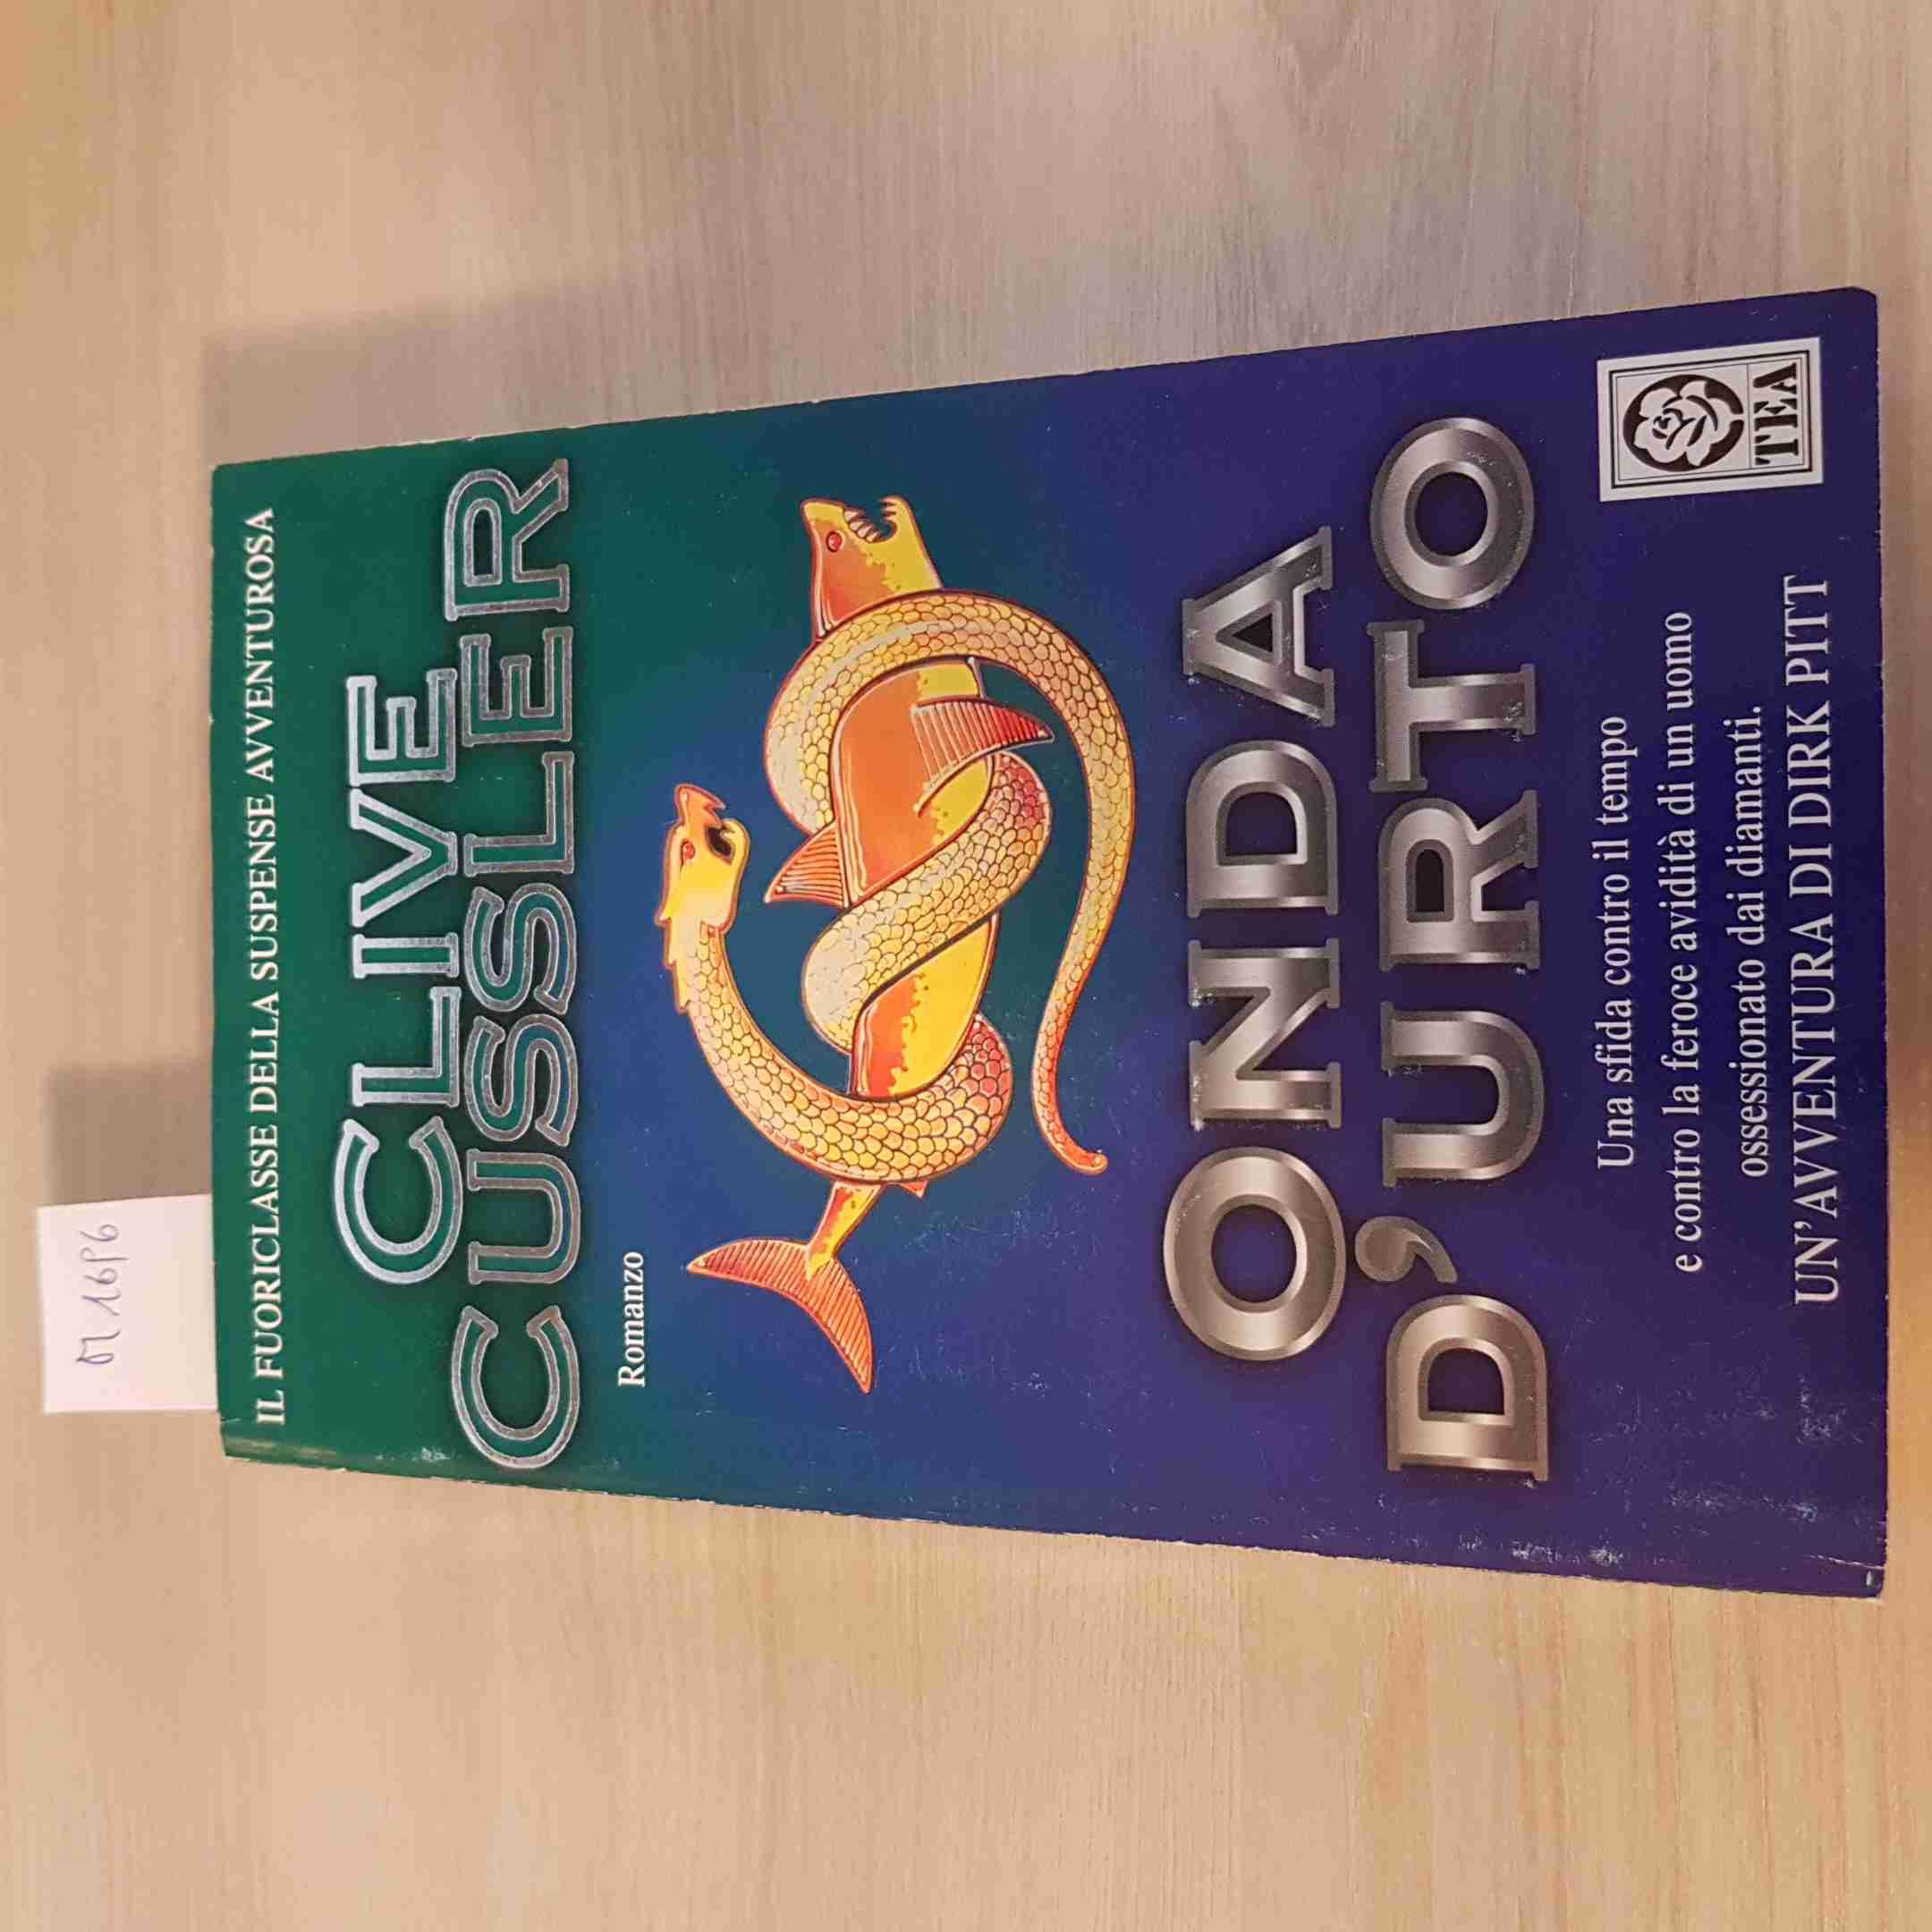 IL FUORICLASSE DELLA SUSPENSE AVVENTUROSA
CLIVE
CUSSLER
Romanzo
ONDA
D'URTO
Una sfida contro il tempo
e contro la feroce avidità di un uomo
ossessionato dai diamanti.
UN'AVVENTURA DI DIRK PITT
TEA